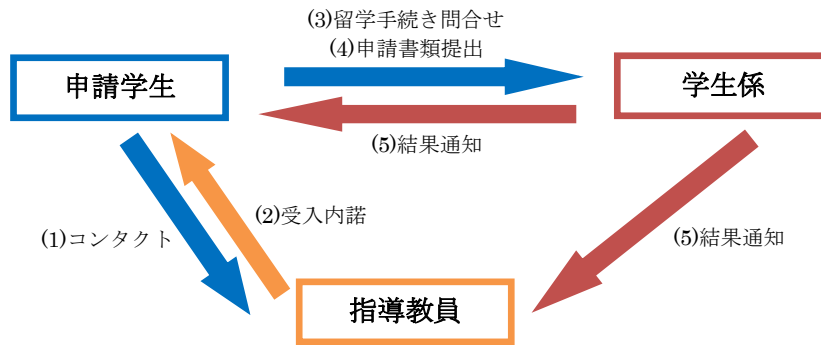 (3)留学手続き問合せ
(4)申請書類提出
申請学生
学生係
(5)結果通知
(2)受入内諾
(1)コンタクト
(5)結果通知
指導教員